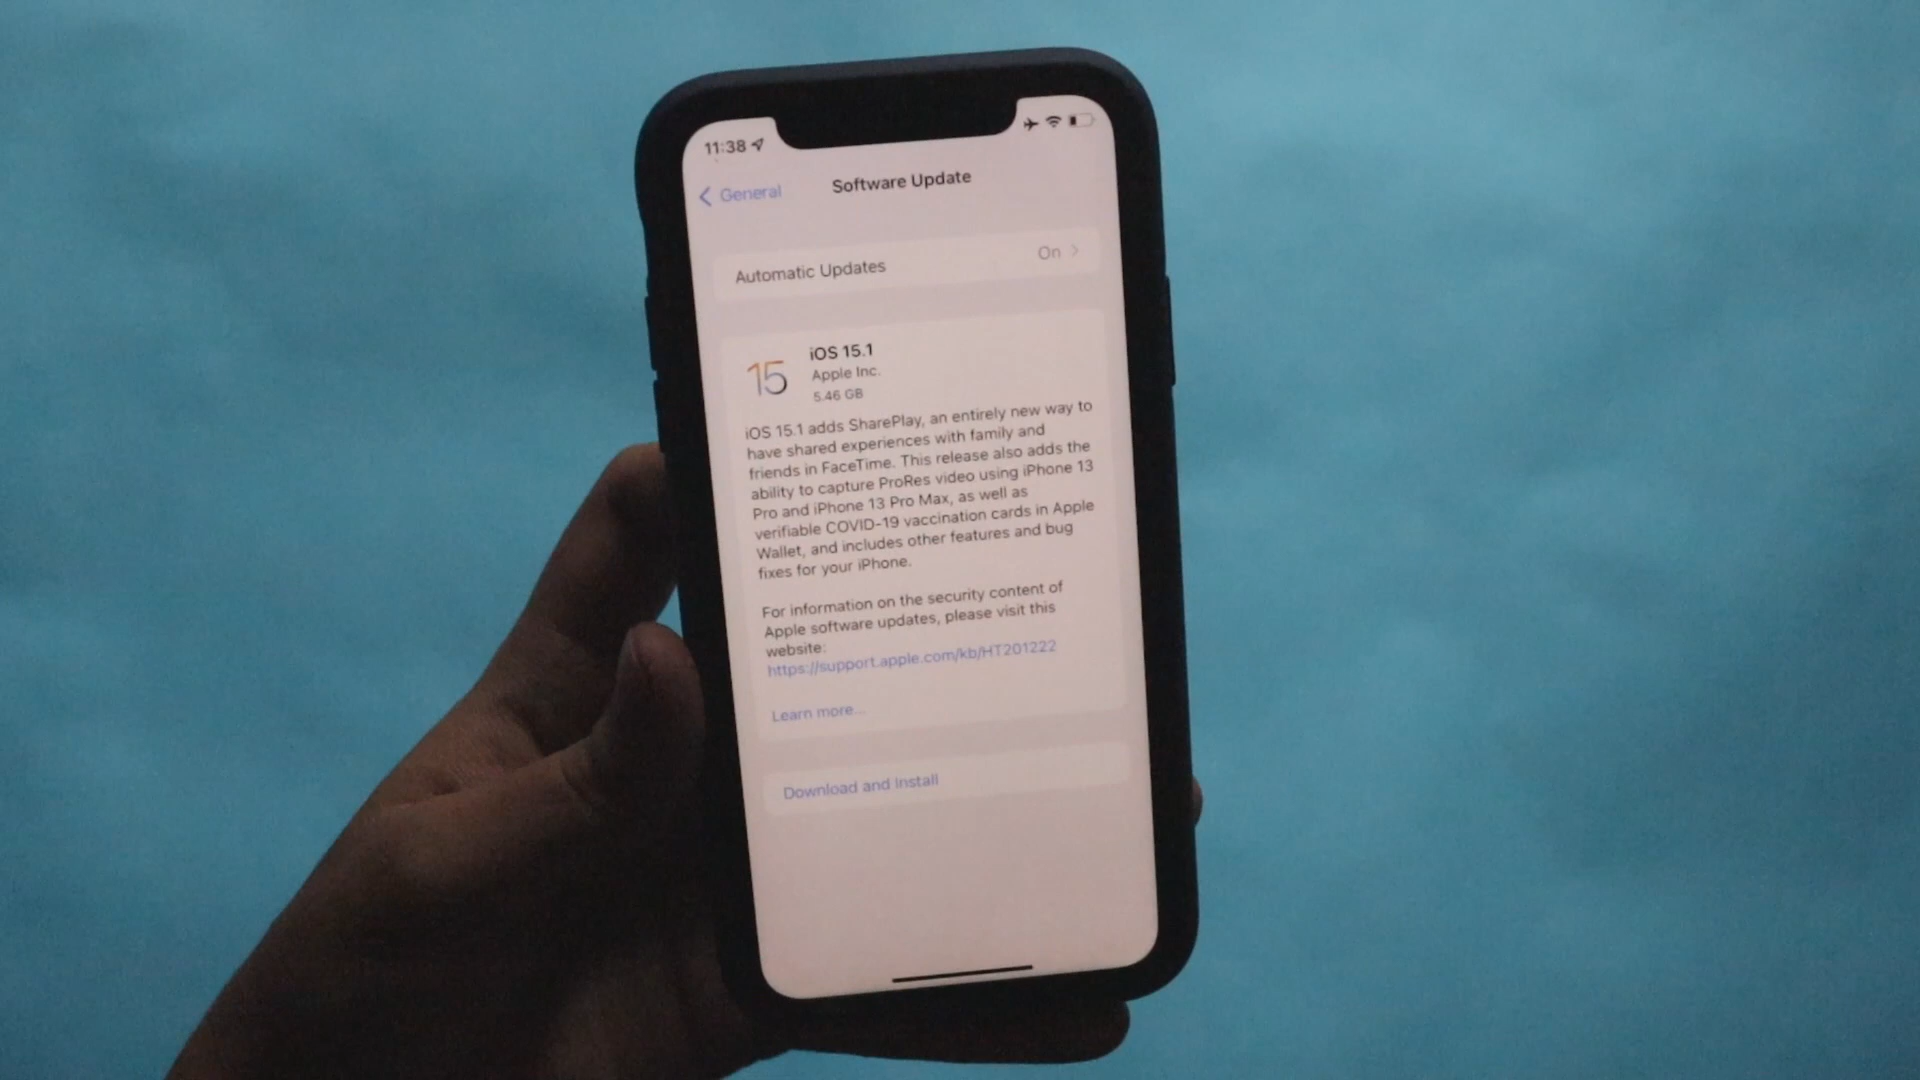 11:38
General
Software Update
Automatic Updates
On
15
iOS 15.1
Apple Inc.
5.46 GB
iOS 15.1 adds SharePlay, an entirely new way to
have shared experiences with family and
friends in FaceTime. This release also adds the
ability to capture ProRes video using iPhone 13
Pro and iPhone 13 Pro Max, as well as
verifiable COVID-19 vaccination cards in Apple
Wallet, and includes other features and bug
fixes for your iPhone.
For information on the security content of
Apple software updates, please visit this
website:
https://support.apple.com/kb/HT201222
Learn more...
Download and Install